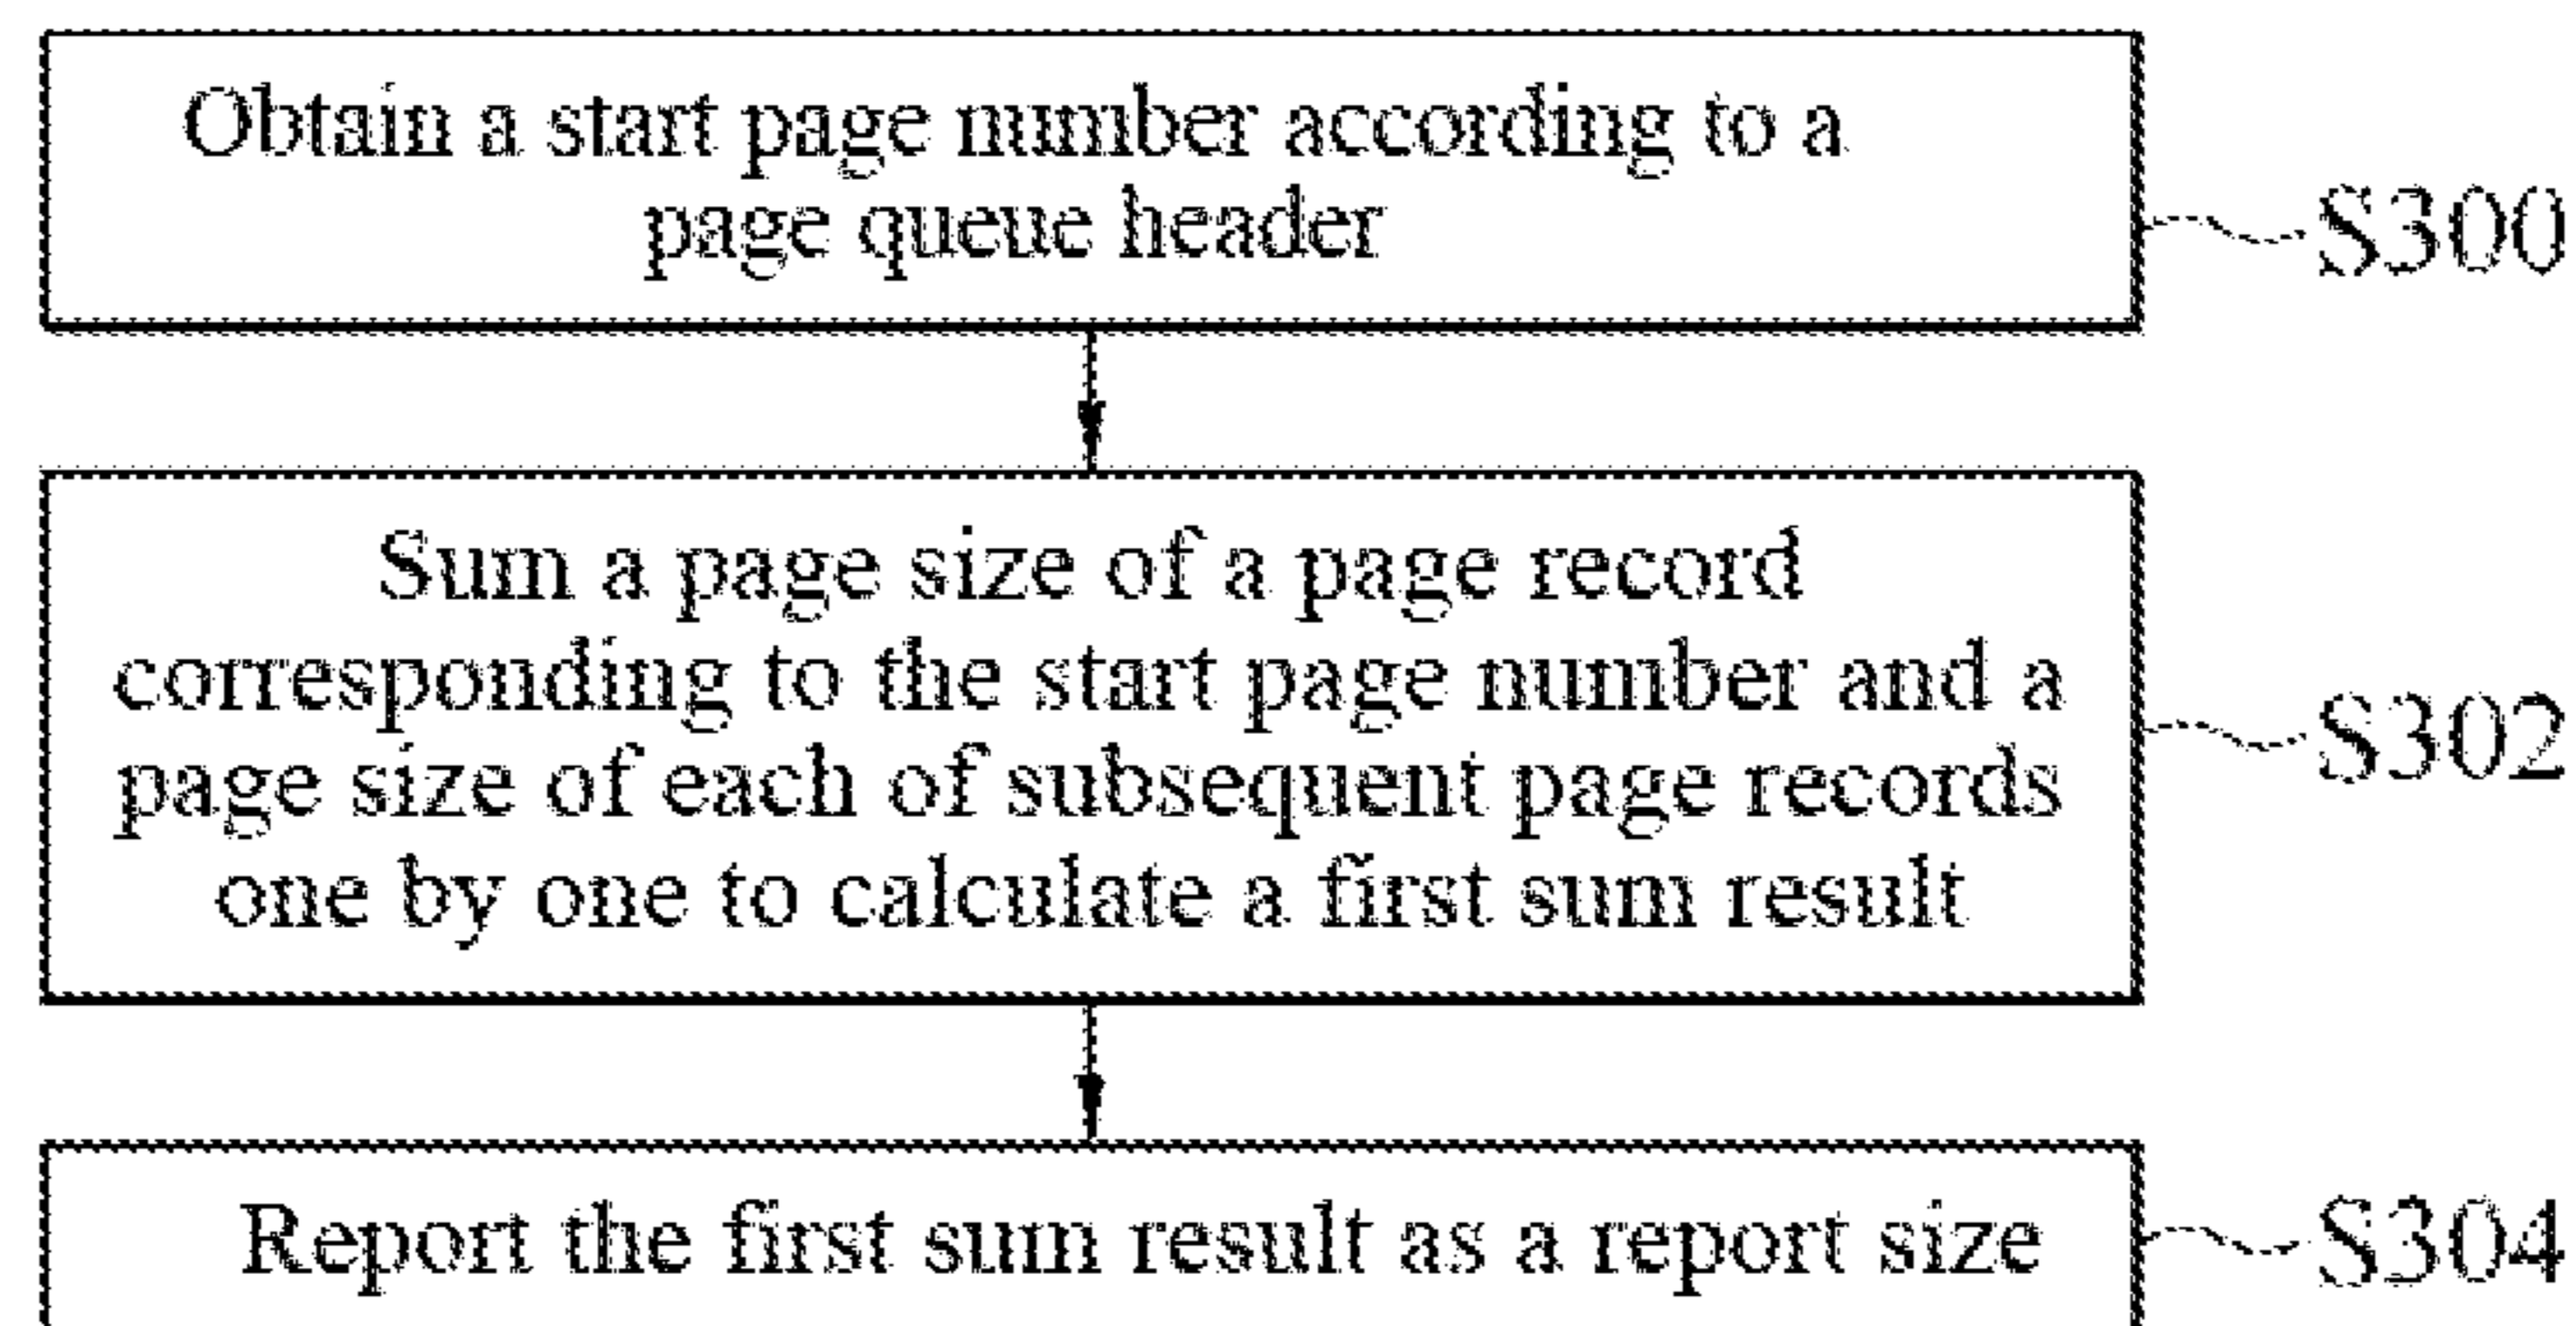 Obtain a start page number according to a
page queue header
S300
Sum a page size of a page record
corresponding to the start page number and a
page size of each of subsequent page records
one by one to calculate a first sum result
S302
Report the first sum result as a report size
S304